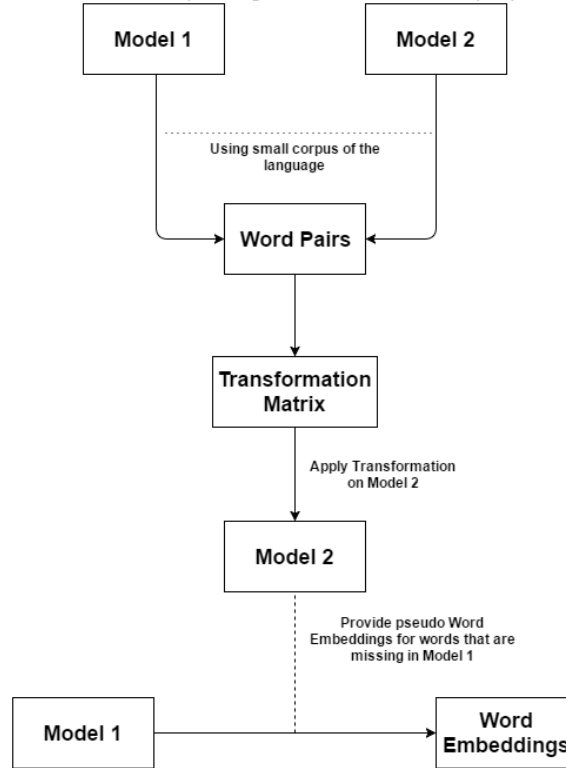 Model 1
Model 2
Using small corpus of the
language
Word Pairs
Transformation
Matrix
Apply Transformation
on Model 2
Model 2
Provide pseudo Word
Embeddings for words that are
missing in Model 1
Model 1
Word
Embeddings